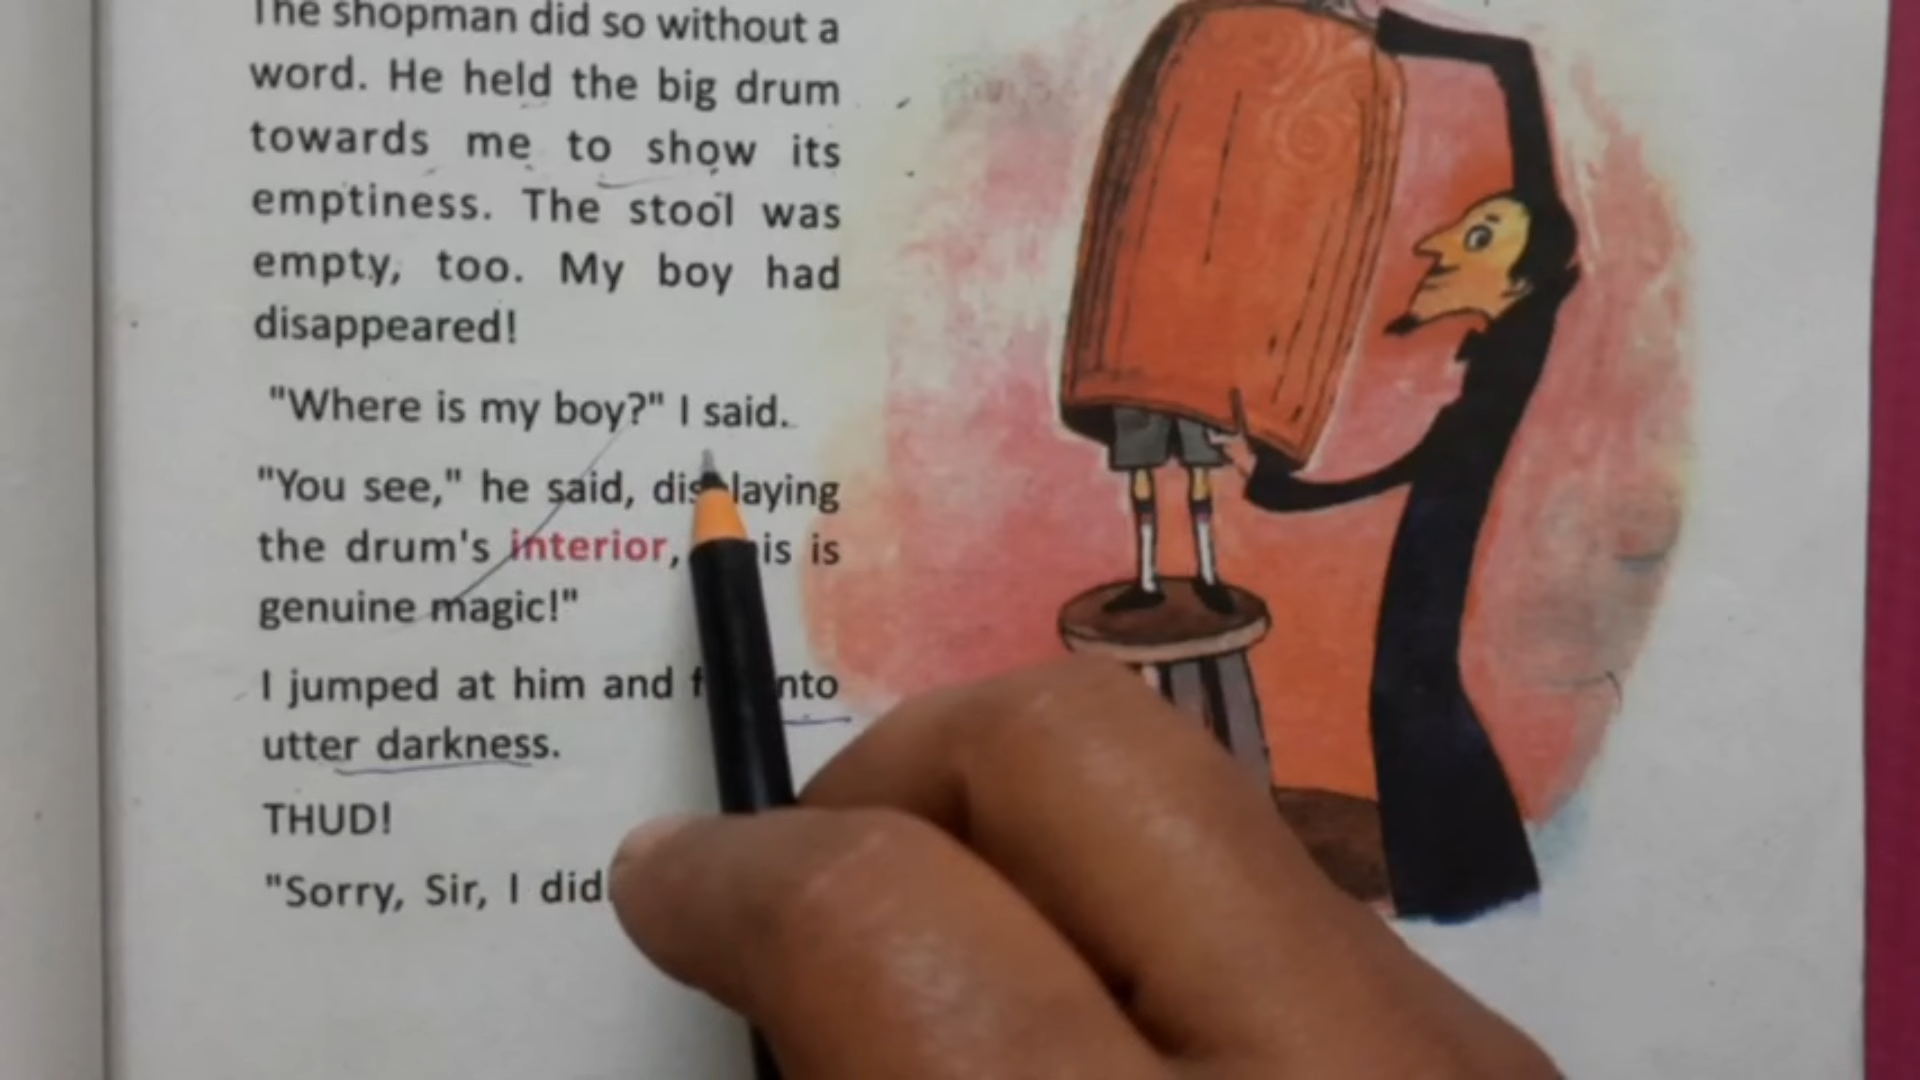 The shopman did so without a
word. He held the big drum
towards me to show its
emptiness. The stool was
empty, too. My boy had
disappeared!
"Where is my boy?" I said.
"You see," he said, displaying
the drum's interior, is is
genuine magic!"
I jumped at him and nto
utter darkness.
THUD!
"Sorry, Sir, I did